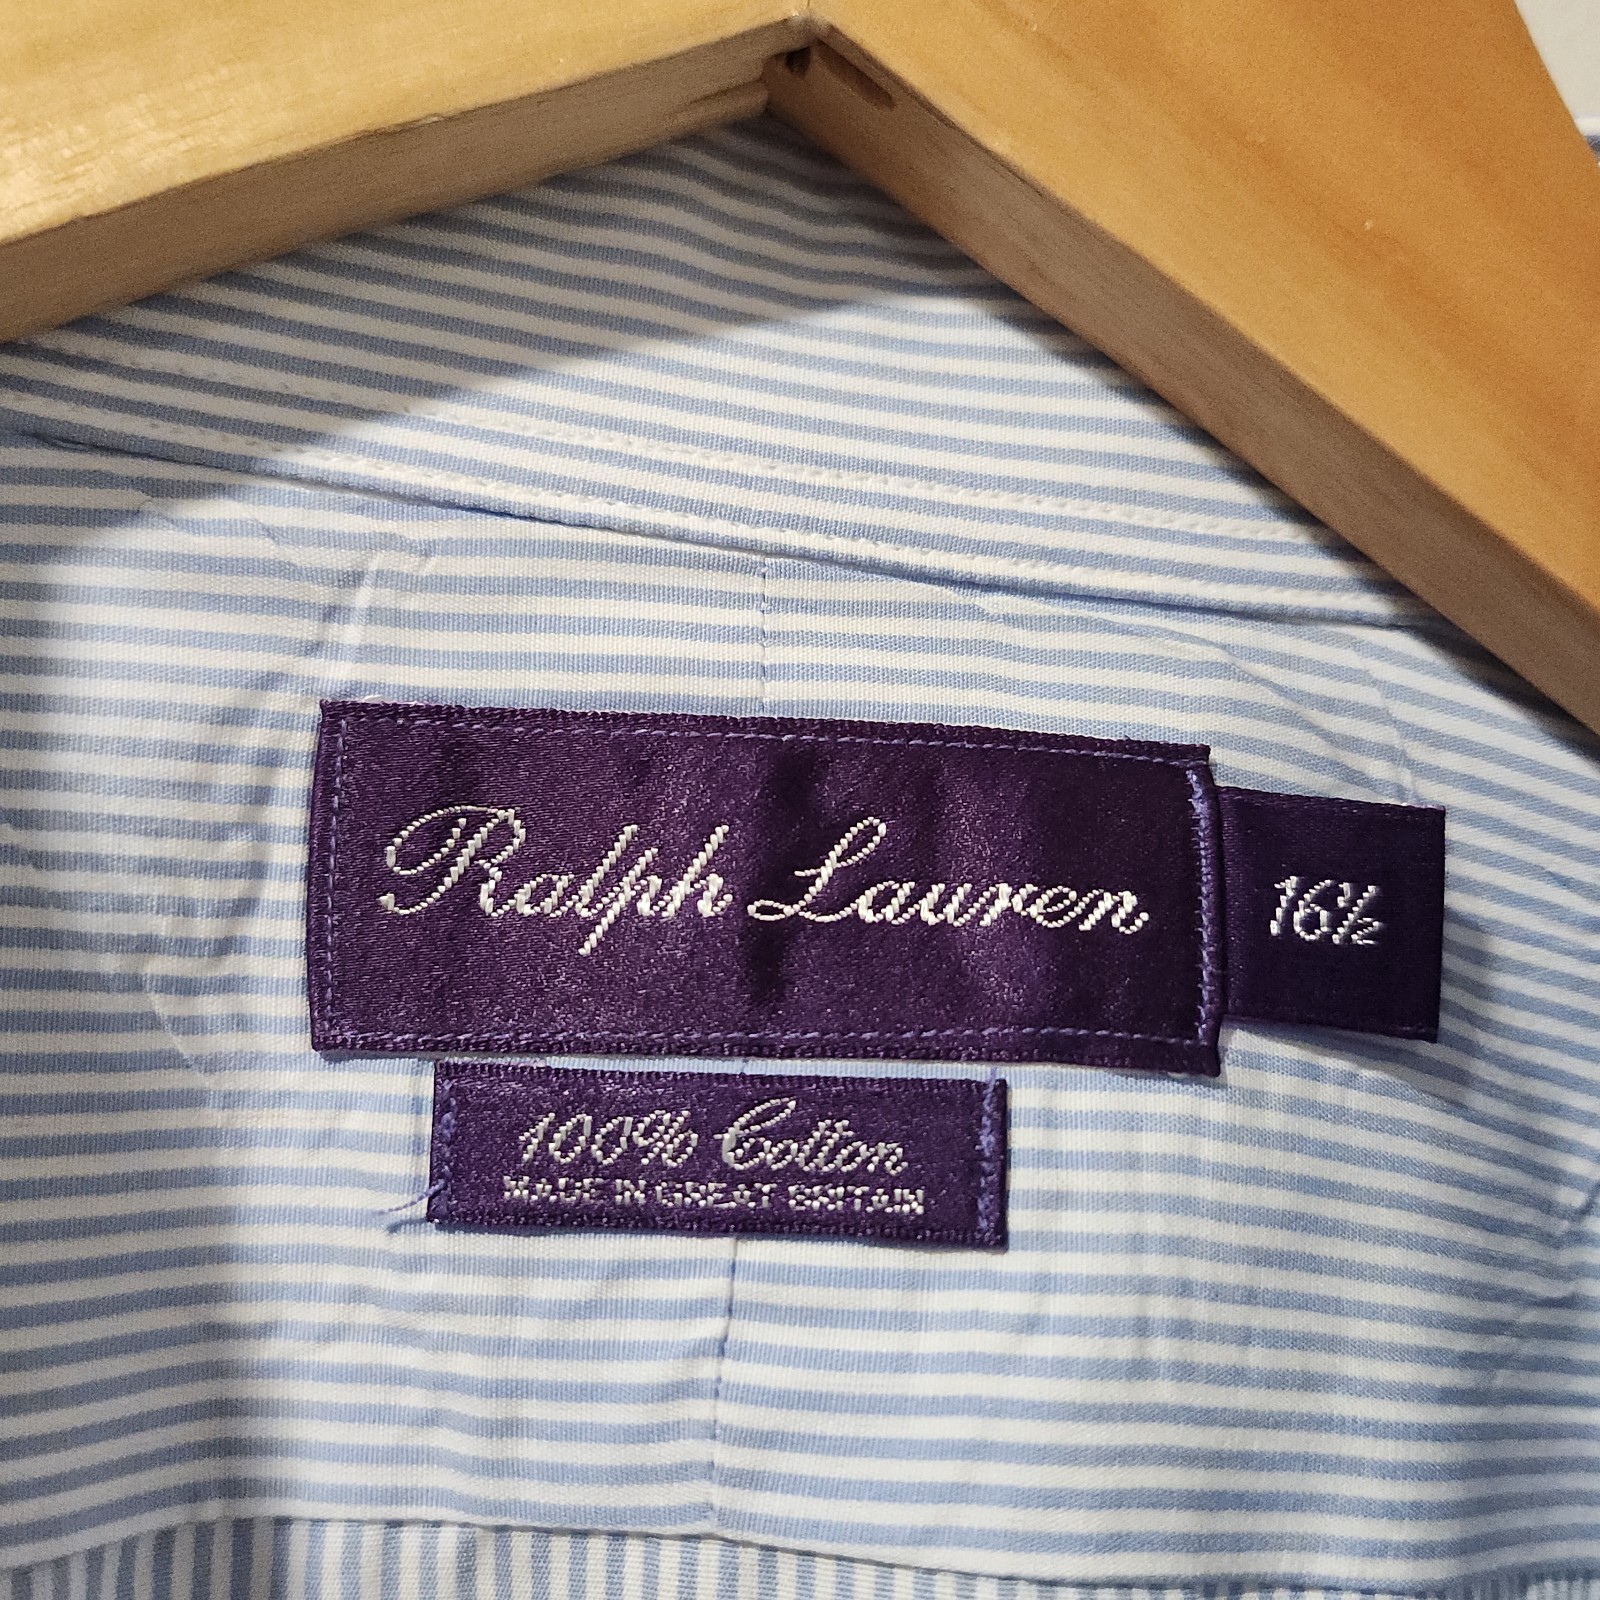 Ralph Lauren
16½
100% Cotton
MADE IN GREAT BRITAIN